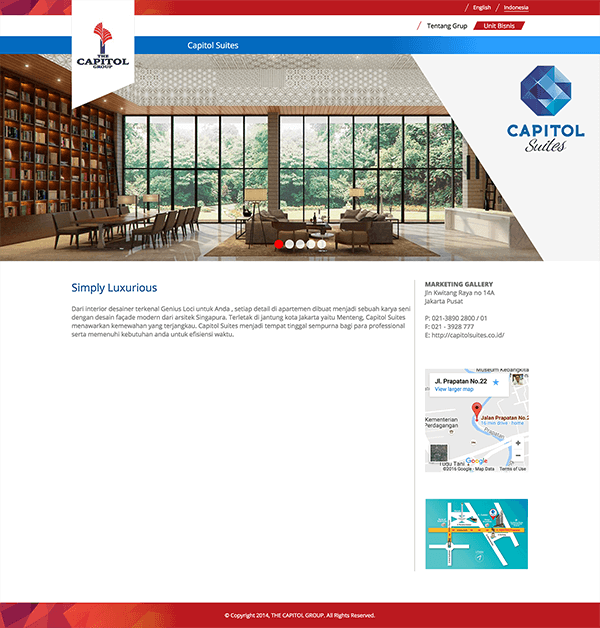 English
Indonesia
Tentang Grup
Unit Bisnis
Capitol Suites
THE
CAPITOL
GROUP
CAPITOL
Suites
Simply Luxurious
Dari interior desainer terkenal Genius Loci untuk Anda , setiap detail di apartemen dibuat menjadi sebuah karya seni
dengan desain façade modern dari arsitek Singapura. Terletak di jantung kota Jakarta yaitu Menteng, Capitol Suites
menawarkan kemewahan yang terjangkau. Capitol Suites menjadi tempat tinggal sempurna bagi para professional
serta memenuhi kebutuhan anda untuk efisiensi waktu.
MARKETING GALLERY
Jln Kwitang Raya no 14A
Jakarta Pusat
P: 021-3890 2800 / 01
F: 021 - 3928 777
E: http://capitolsuites.co.id/
Museum Kebangkita
Jl. Prapatan No.22
View larger map
Jalan Prapatan No.2
16 min drive · home
Kementerian
Perdagangan
Prapatan
Tugu Tani
Google
©2016 Google · Map Data
Terms of Use
© Copyright 2014, THE CAPITOL GROUP. All Rights Reserved.